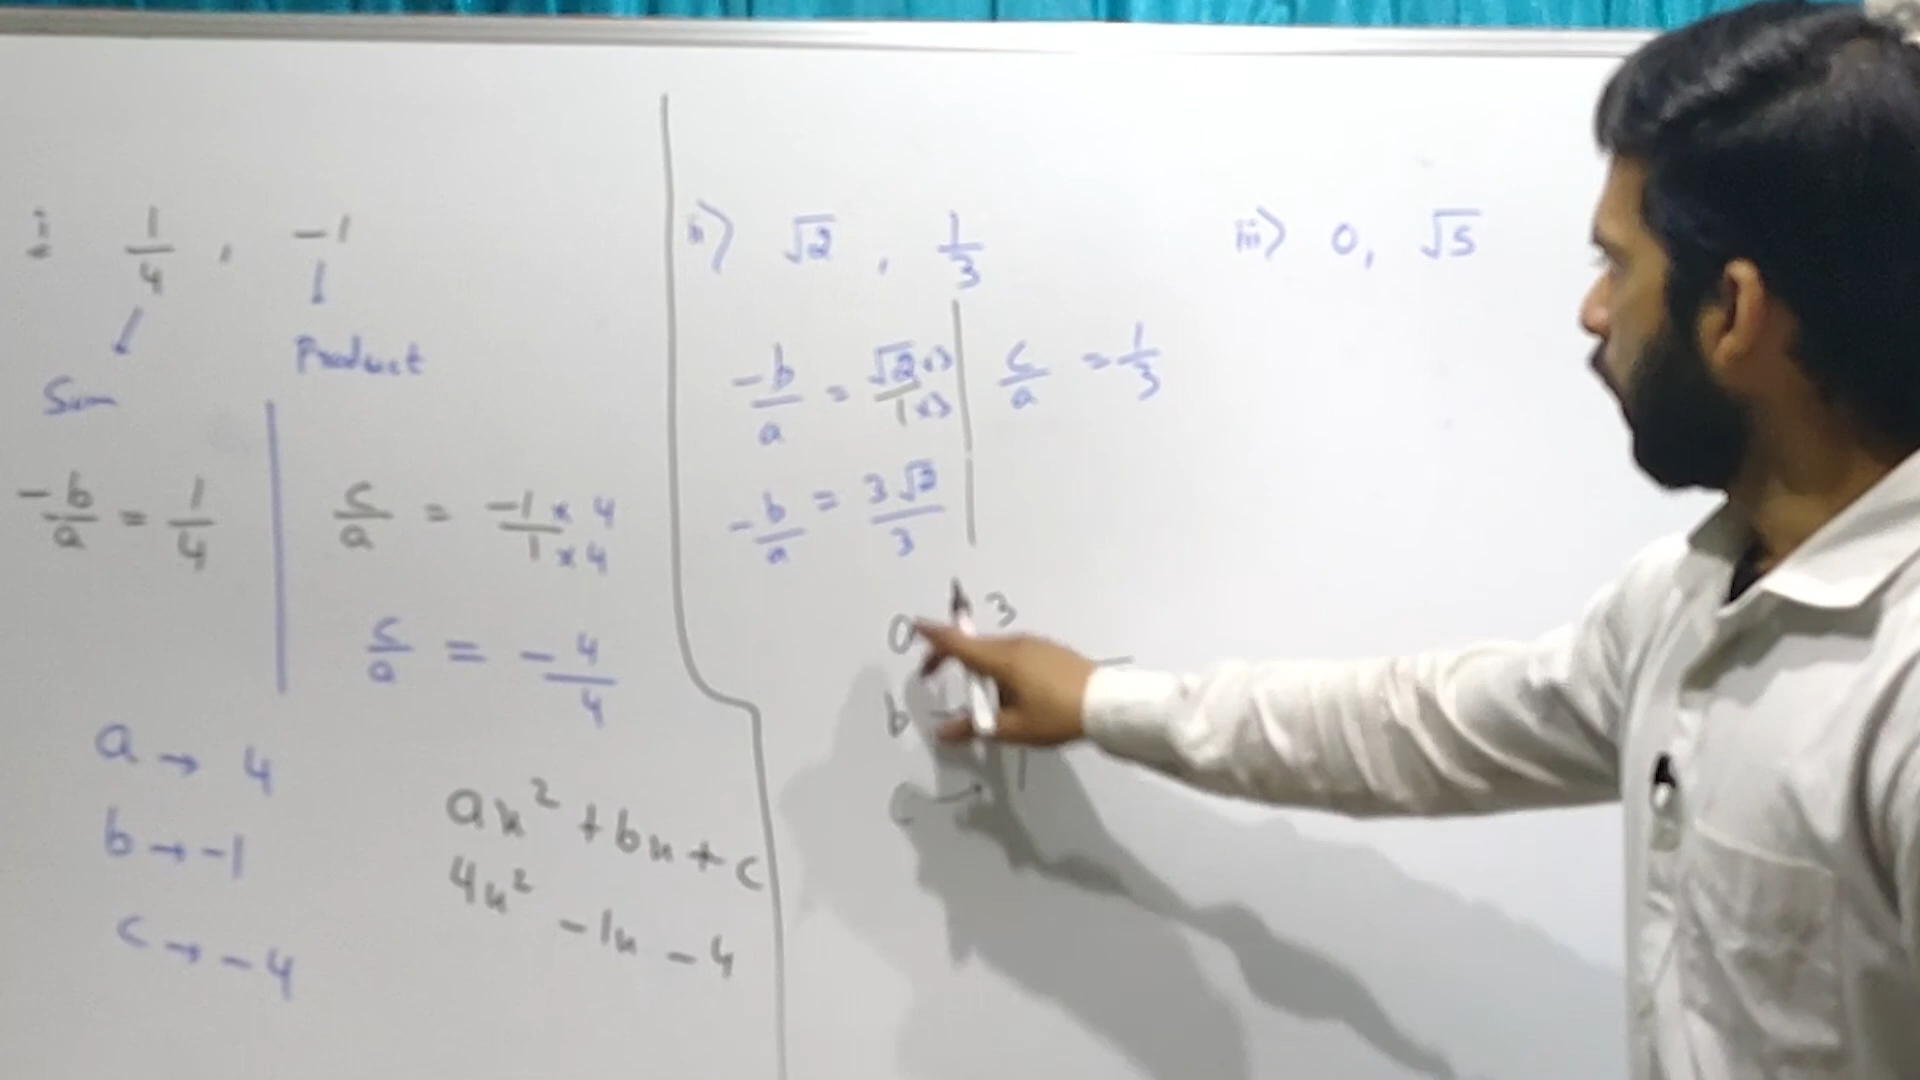 i 1/4 , -1
Sum
Product
-b/a = 1/4
c/a = -1/1 × 4/× 4
c/a = -4/4
a → 4
b → -1
c → -4
ax² + bx + c
4x² - 1x - 4
ii) √2 , 1/3
-b/a = √2×3/1×3
c/a = 1/3
-b/a = 3√2/3
a 3
b
c → 1
iii) 0, √5